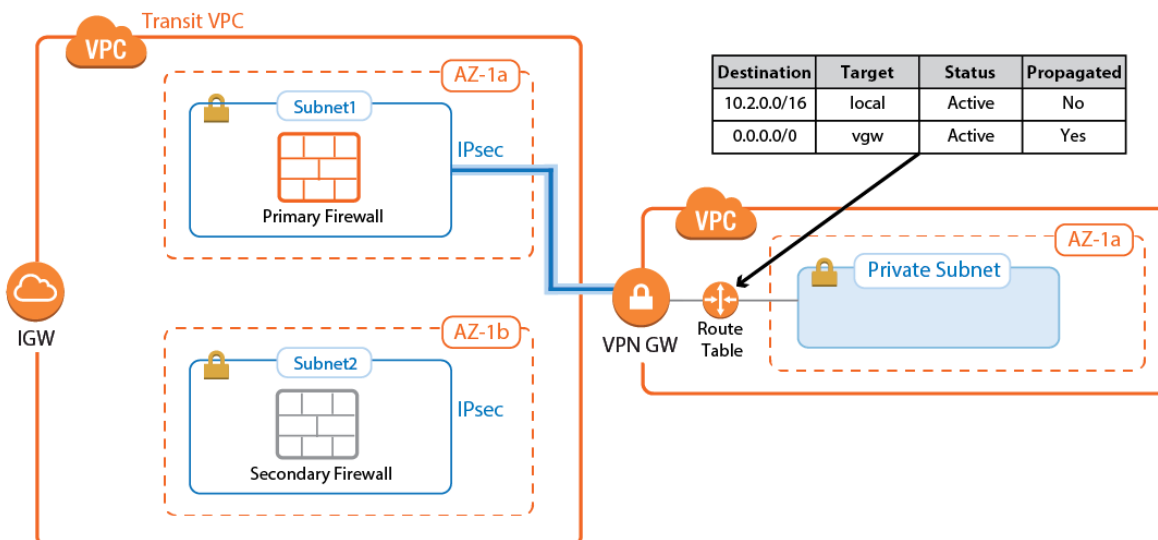 Transit VPC
VPC
AZ-1a
Subnet1
IPsec
Primary Firewall
IGW
AZ-1b
Subnet2
IPsec
Secondary Firewall
Destination Target Status Propagated
10.2.0.0/16 local Active No
0.0.0.0/0 vgw Active Yes
VPC
AZ-1a
Private Subnet
VPN GW
Route
Table